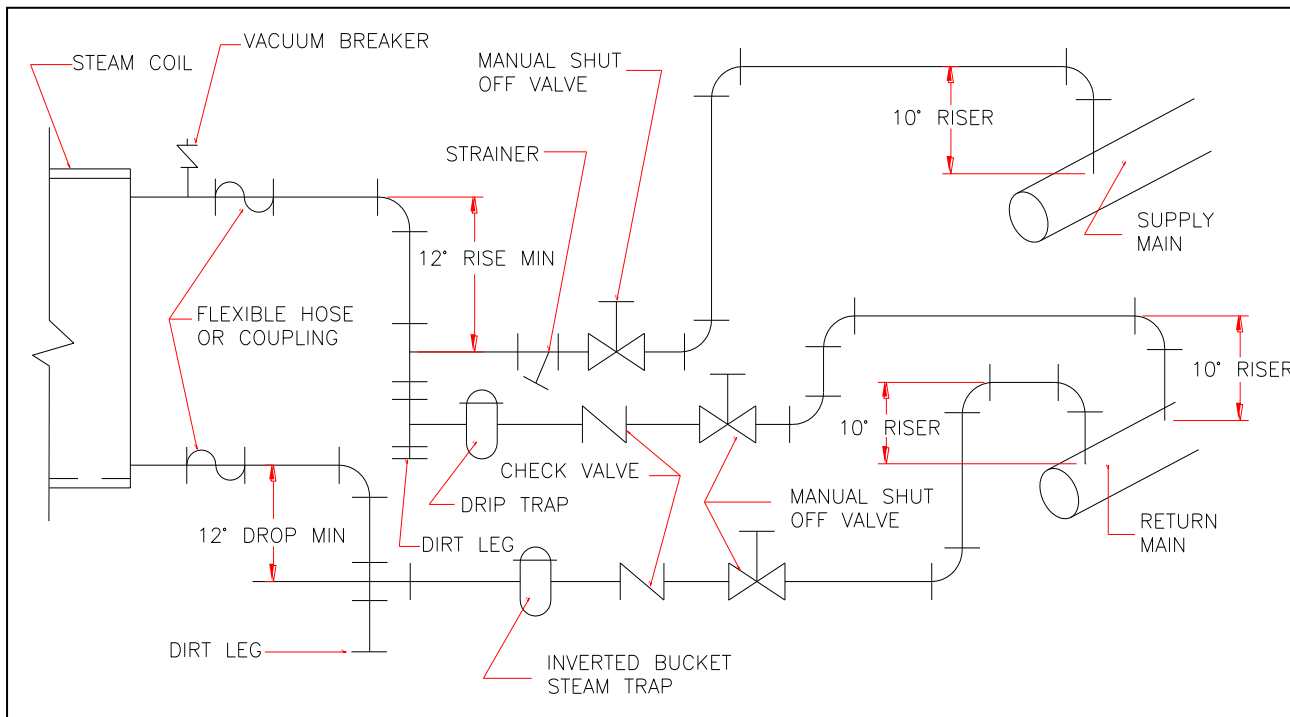 VACUUM BREAKER
STEAM COIL
MANUAL SHUT
OFF VALVE
10° RISER
STRAINER
SUPPLY
MAIN
12° RISE MIN
FLEXIBLE HOSE
OR COUPLING
10° RISER
10° RISER
CHECK VALVE
DRIP TRAP
MANUAL SHUT
OFF VALVE
12° DROP MIN
DIRT LEG
RETURN
MAIN
DIRT LEG
INVERTED BUCKET
STEAM TRAP